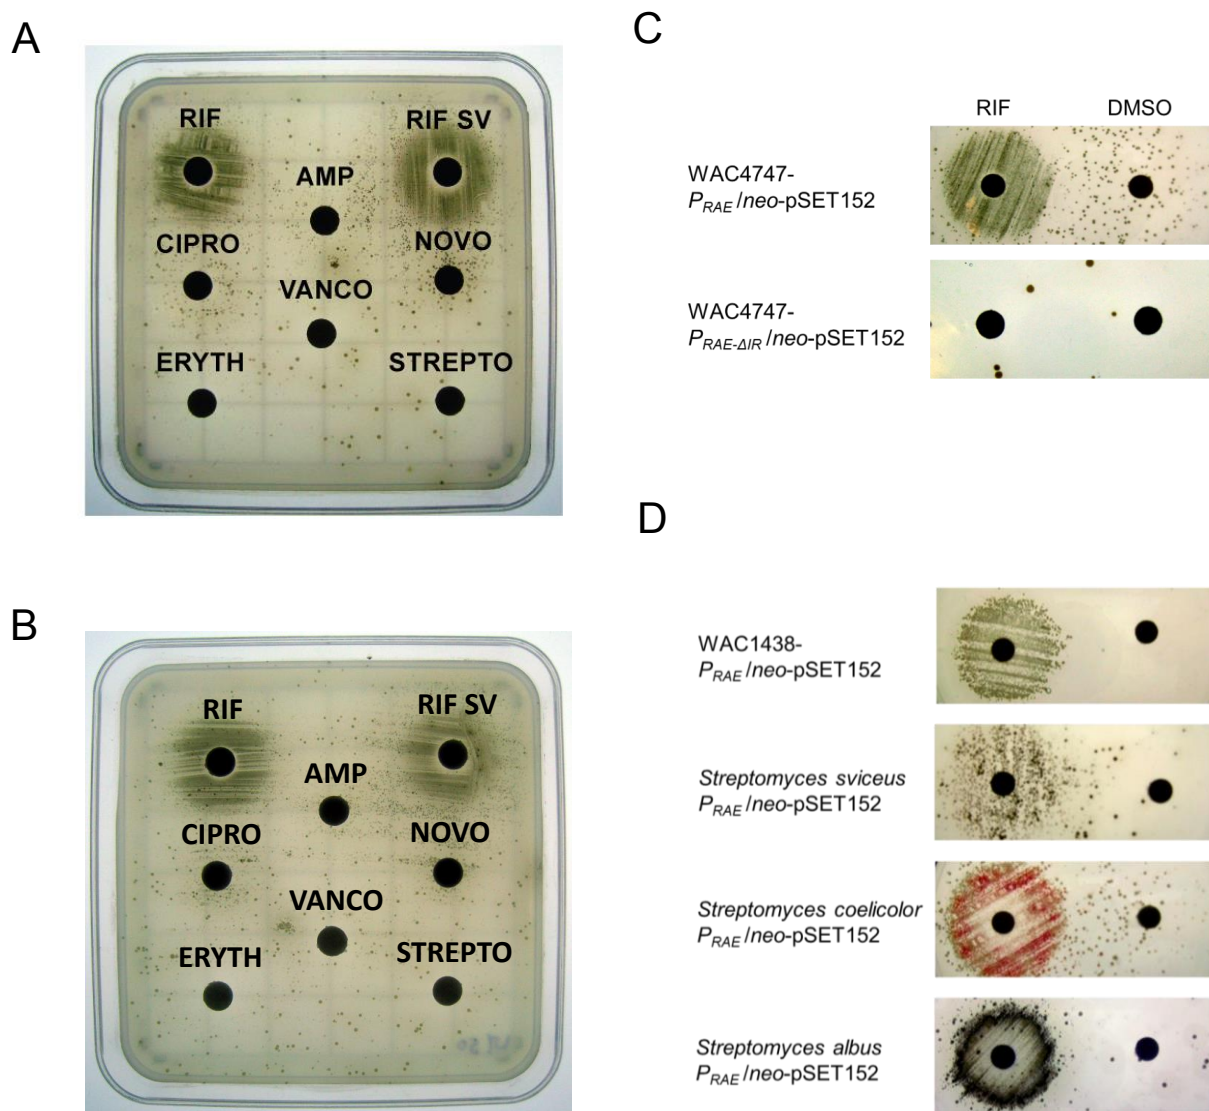 A
RIF
RIF SV
AMP
CIPRO
NOVO
VANCO
ERYTH
STREPTO
B
RIF
RIF SV
AMP
CIPRO
NOVO
VANCO
ERYTH
STREPTO
C
RIF DMSO
WAC4747-
PRAE/neo-pSET152
WAC4747-
PRAE-ΔIR/neo-pSET152
D
WAC1438-
PRAE/neo-pSET152
Streptomyces sviceus
PRAE/neo-pSET152
Streptomyces coelicolor
PRAE/neo-pSET152
Streptomyces albus
PRAE/neo-pSET152